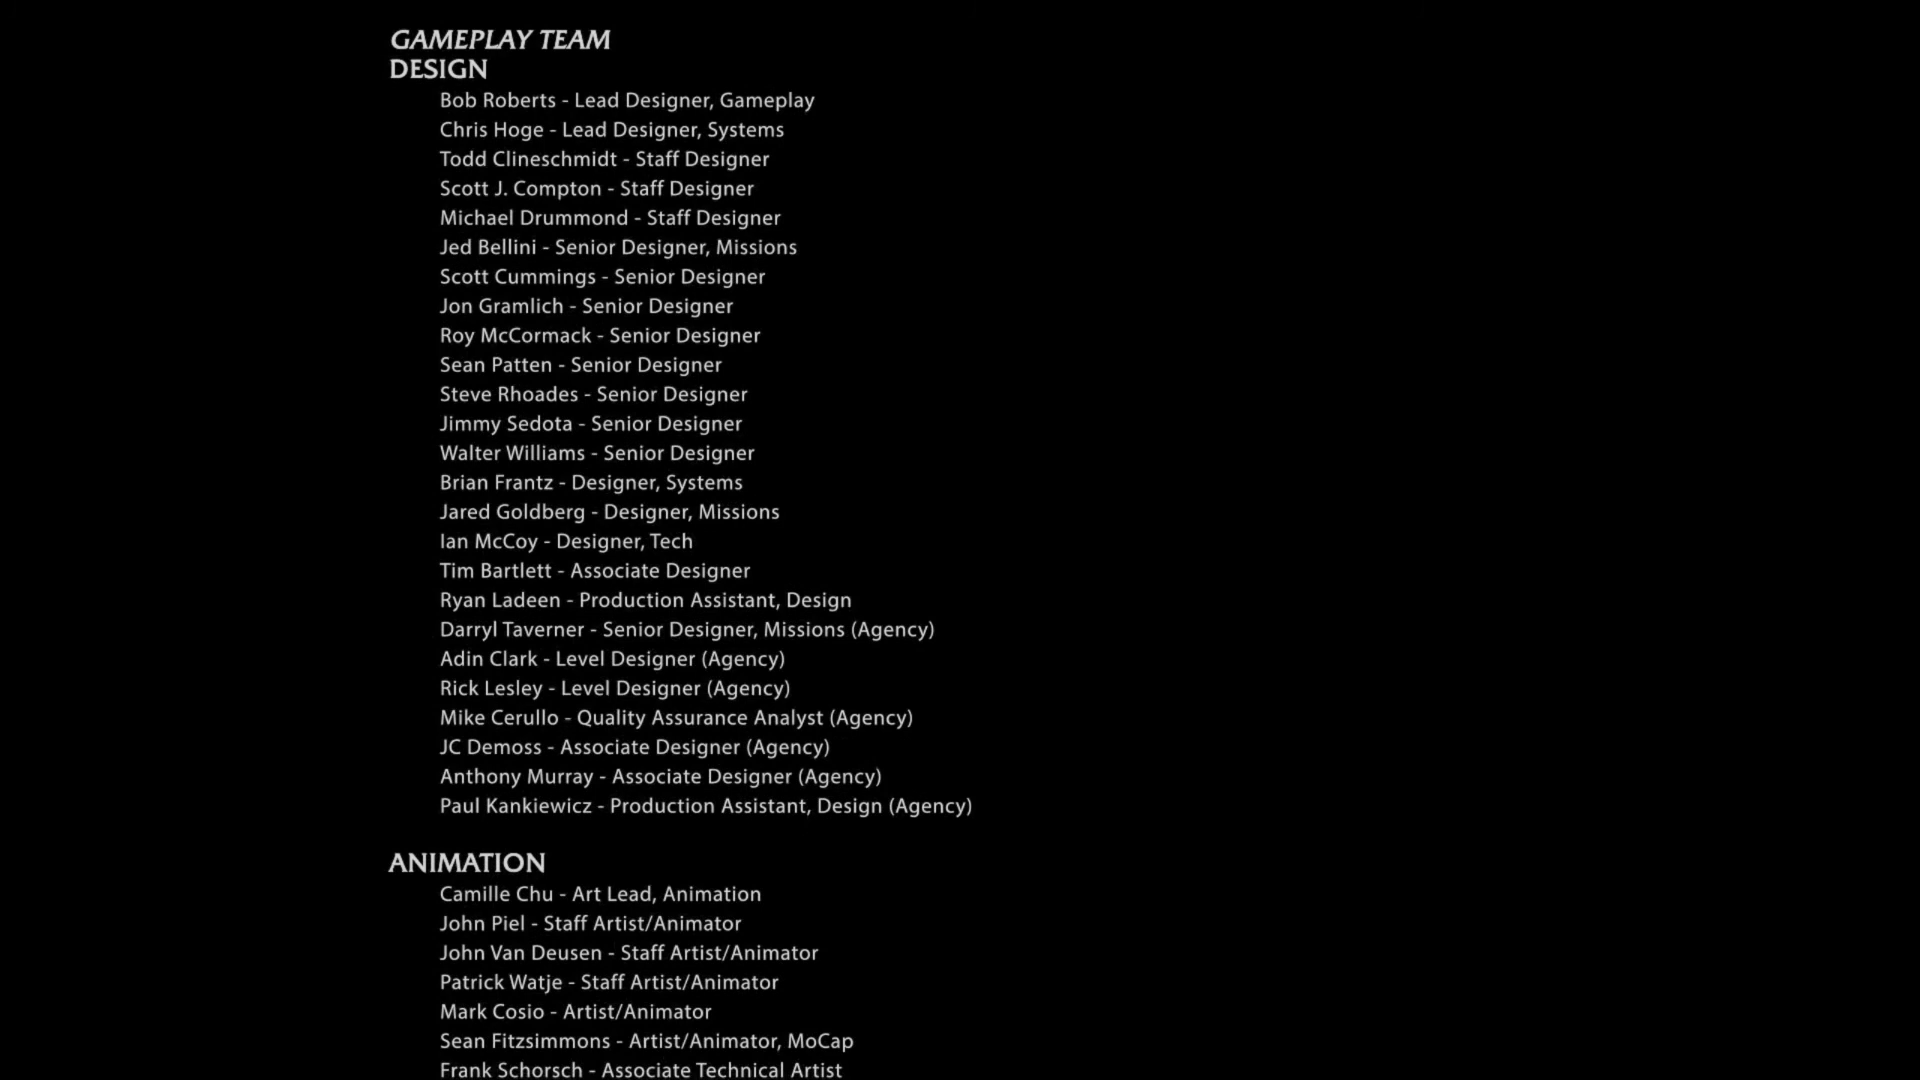 GAMEPLAY TEAM
DESIGN
Bob Roberts - Lead Designer, Gameplay
Chris Hoge - Lead Designer, Systems
Todd Clineschmidt - Staff Designer
Scott J. Compton - Staff Designer
Michael Drummond - Staff Designer
Jed Bellini - Senior Designer, Missions
Scott Cummings - Senior Designer
Jon Gramlich - Senior Designer
Roy McCormack - Senior Designer
Sean Patten - Senior Designer
Steve Rhoades - Senior Designer
Jimmy Sedota - Senior Designer
Walter Williams - Senior Designer
Brian Frantz - Designer, Systems
Jared Goldberg - Designer, Missions
Ian McCoy - Designer, Tech
Tim Bartlett - Associate Designer
Ryan Ladeen - Production Assistant, Design
Darryl Taverner - Senior Designer, Missions (Agency)
Adin Clark - Level Designer (Agency)
Rick Lesley - Level Designer (Agency)
Mike Cerullo - Quality Assurance Analyst (Agency)
JC Demoss - Associate Designer (Agency)
Anthony Murray - Associate Designer (Agency)
Paul Kankiewicz - Production Assistant, Design (Agency)
ANIMATION
Camille Chu - Art Lead, Animation
John Piel - Staff Artist/Animator
John Van Deusen - Staff Artist/Animator
Patrick Watje - Staff Artist/Animator
Mark Cosio - Artist/Animator
Sean Fitzsimmons - Artist/Animator, MoCap
Frank Schorsch - Associate Technical Artist